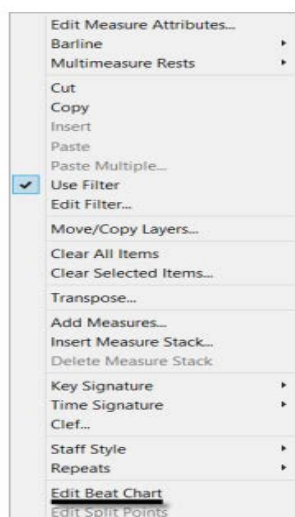 Edit Measure Attributes...
Barline
Multimeasure Rests
Cut
Copy
Insert
Paste
Paste Multiple...
Use Filter
Edit Filter...
Move/Copy Layers...
Clear All Items
Clear Selected Items...
Transpose...
Add Measures...
Insert Measure Stack...
Delete Measure Stack
Key Signature
Time Signature
Clef...
Staff Style
Repeats
Edit Beat Chart
Edit Split Points